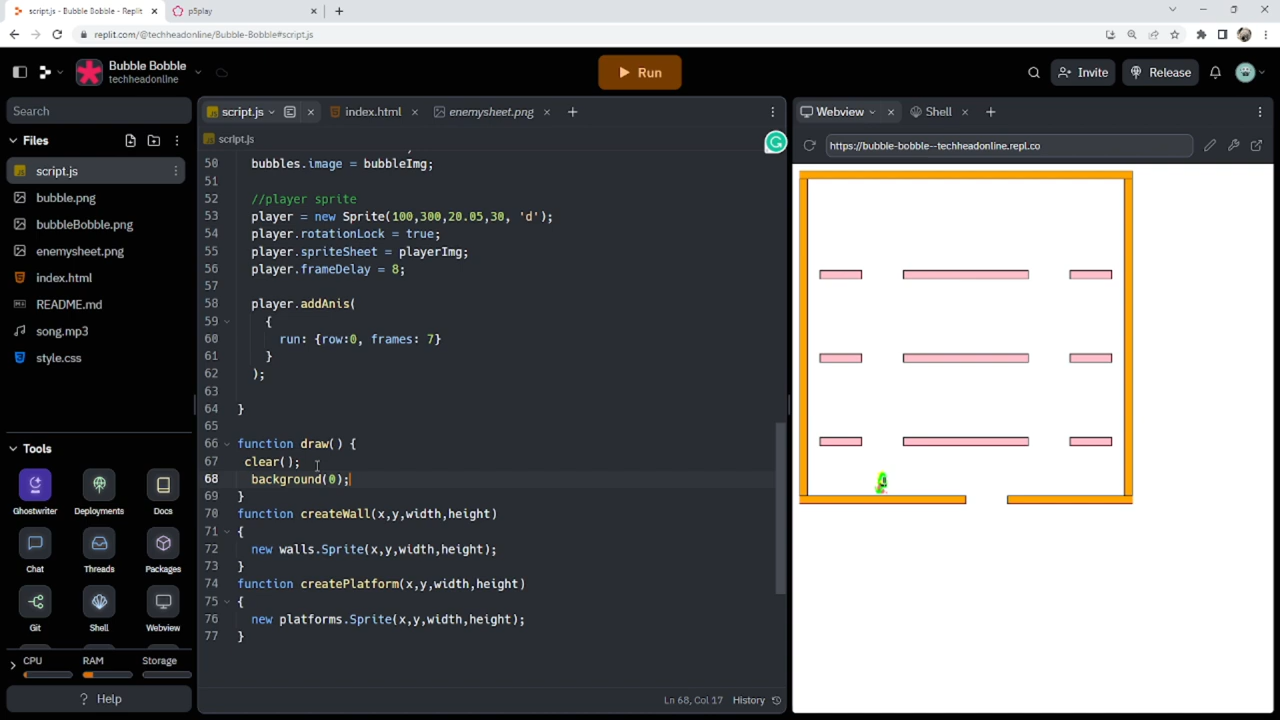 script.js - Bubble Bobble - Replit
p5play
replit.com/@techheadonline/Bubble-Bobble#script.js
Bubble Bobble
techheadonline
Run
Invite
Release
Search
Files
script.js
bubble.png
bubbleBobble.png
enemysheet.png
index.html
README.md
song.mp3
style.css
Tools
Ghostwriter
Deployments
Docs
Chat
Threads
Packages
Git
Shell
Webview
CPU
RAM
Storage
? Help
script.js
index.html
enemysheet.png
script.js
50 bubbles.image = bubbleImg;
51
52 //player sprite
53 player = new Sprite(100,300,20.05,30, 'd');
54 player.rotationLock = true;
55 player.spriteSheet = playerImg;
56 player.frameDelay = 8;
57
58 player.addAnis(
59 {
60 run: {row:0, frames: 7}
61 }
62 );
63
64 }
65
66 function draw() {
67 clear();
68 background(0);
69 }
70 function createWall(x,y,width,height)
71 {
72 new walls.Sprite(x,y,width,height);
73 }
74 function createPlatform(x,y,width,height)
75 {
76 new platforms.Sprite(x,y,width,height);
77 }
Ln 68, Col 17
History
Webview
Shell
https://bubble-bobble--techheadonline.repl.co